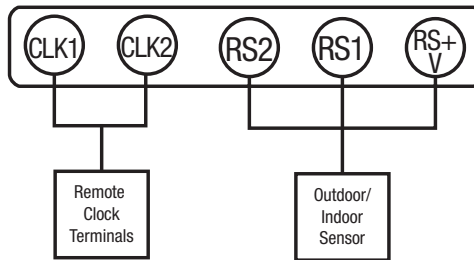 CLK1 CLK2 RS2 RS1 RS+
V
Remote
Clock
Terminals
Outdoor/
Indoor
Sensor